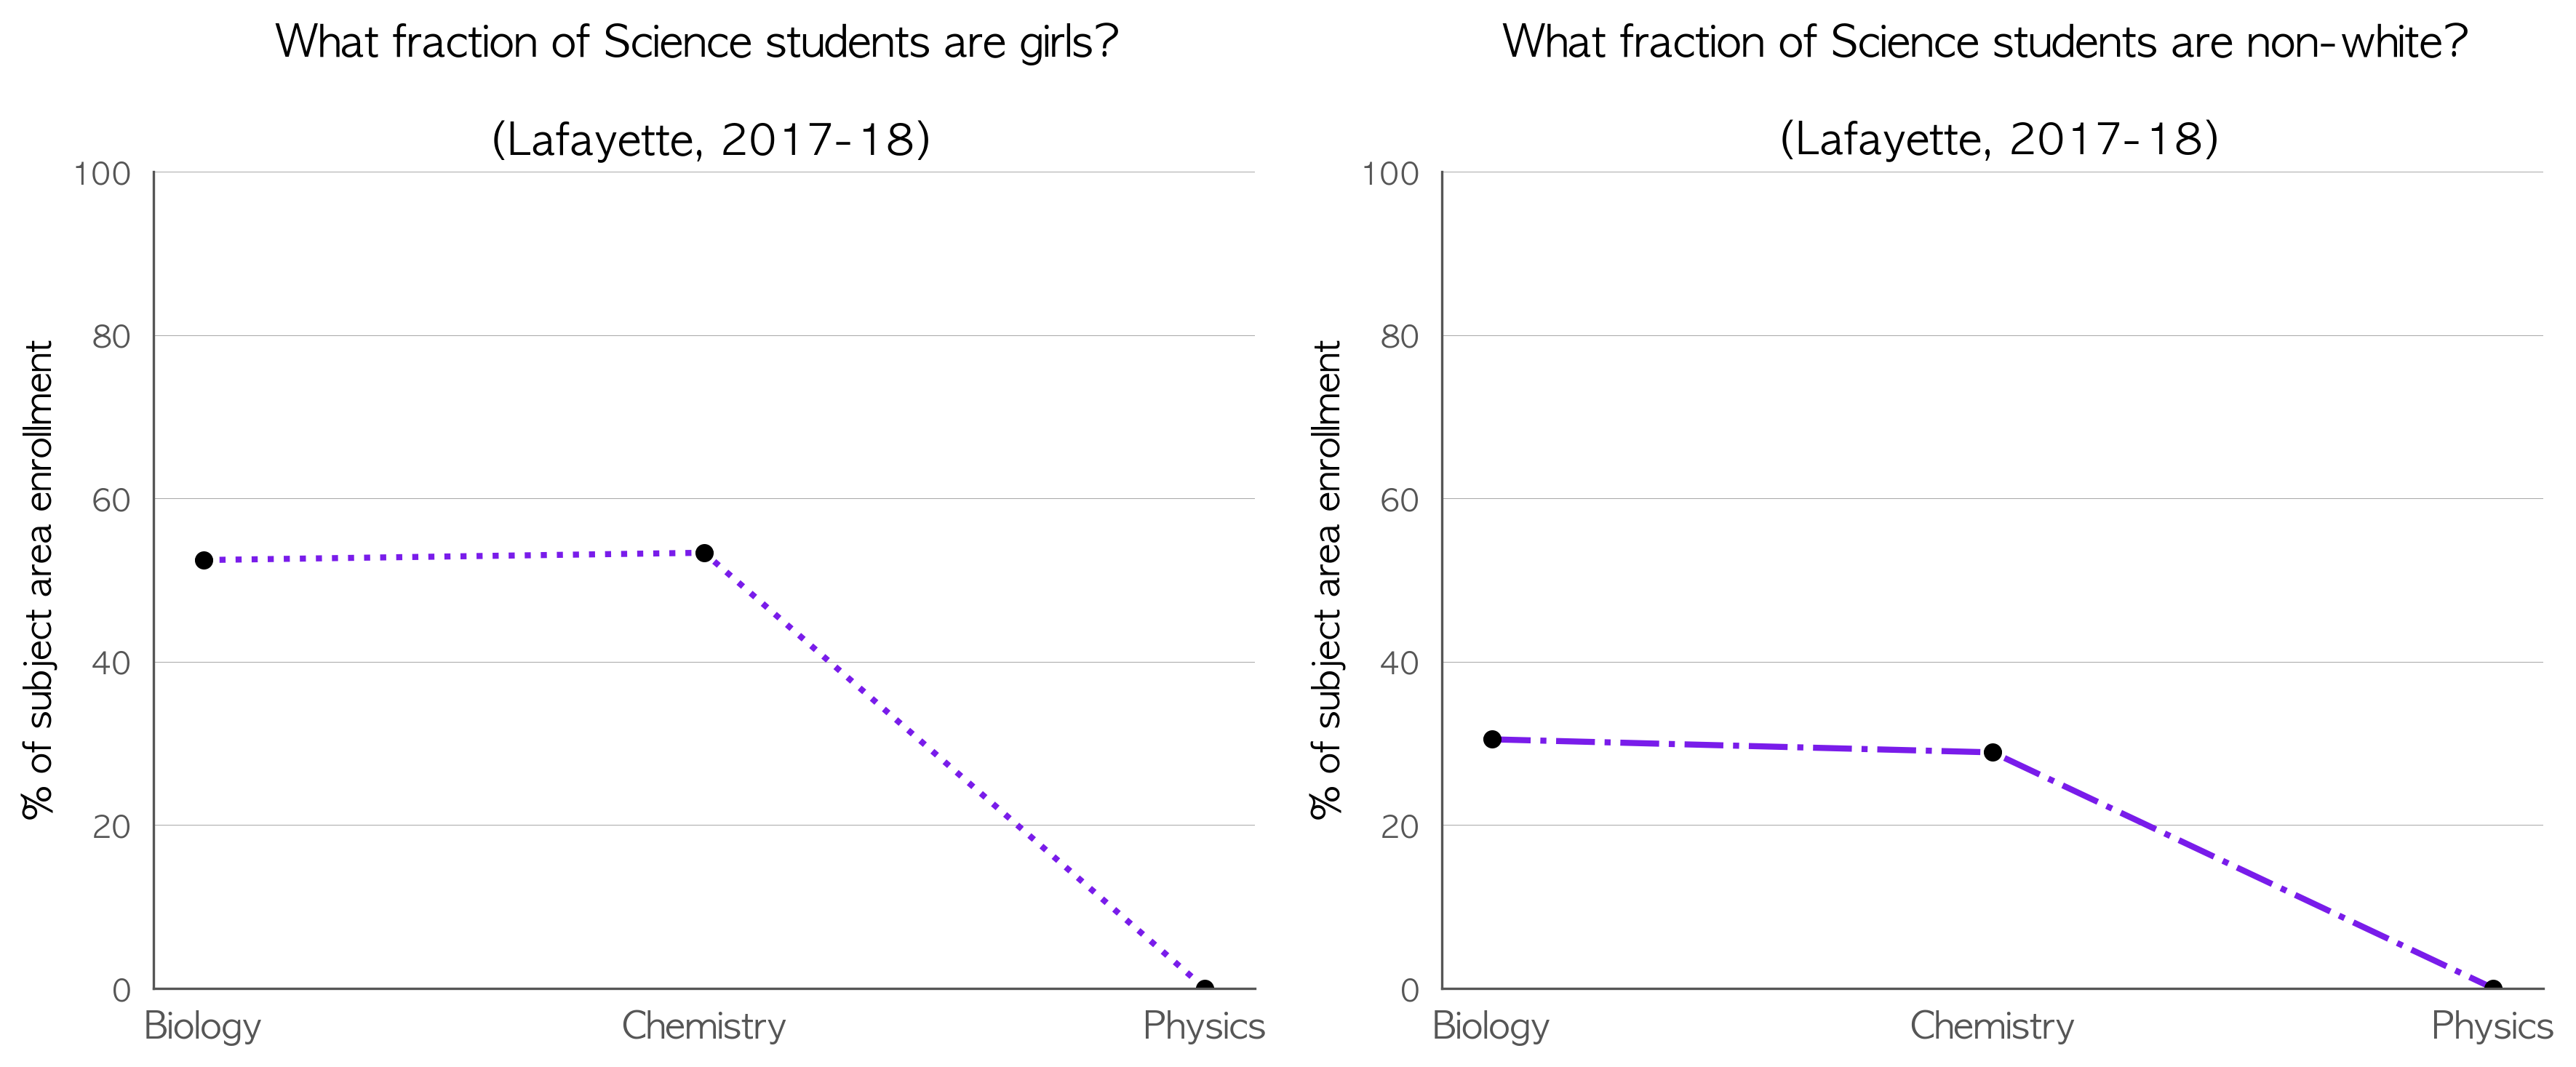 What fraction of Science students are girls?
(Lafayette, 2017-18)
100
80
60
40
20
0
% of subject area enrollment
Biology
Chemistry
Physics
What fraction of Science students are non-white?
(Lafayette, 2017-18)
100
80
60
40
20
0
% of subject area enrollment
Biology
Chemistry
Physics